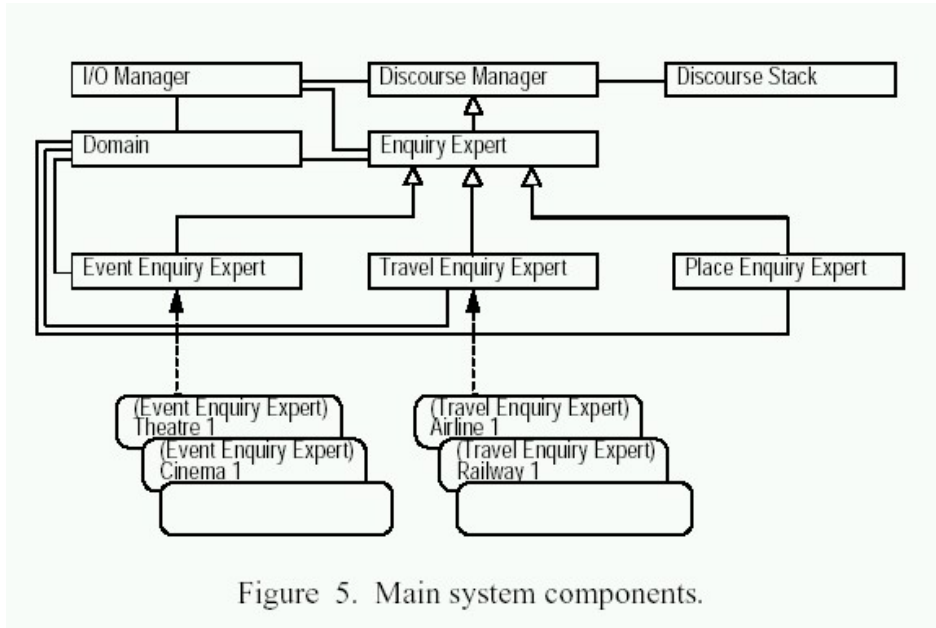 I/O Manager
Discourse Manager
Discourse Stack
Domain
Enquiry Expert
Event Enquiry Expert
Travel Enquiry Expert
Place Enquiry Expert
(Event Enquiry Expert)
Theatre 1
(Event Enquiry Expert)
Cinema 1
(Travel Enquiry Expert)
Airline 1
(Travel Enquiry Expert)
Railway 1
Figure 5. Main system components.